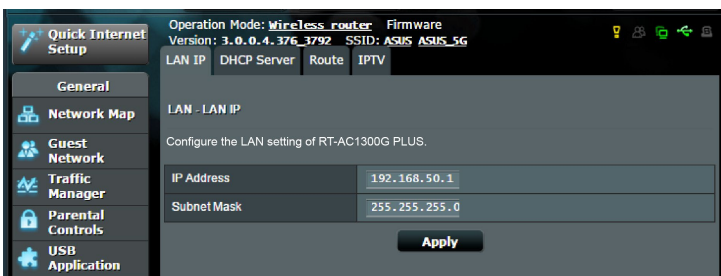 Quick Internet
Setup
Operation Mode: Wireless router Firmware
Version: 3.0.0.4.376_3792 SSID: ASUS ASUS_5G
LAN IP DHCP Server Route IPTV
General
Network Map
Guest
Network
Traffic
Manager
Parental
Controls
USB
Application
LAN - LAN IP
Configure the LAN setting of RT-AC1300G PLUS.
IP Address 192.168.50.1
Subnet Mask 255.255.255.0
Apply